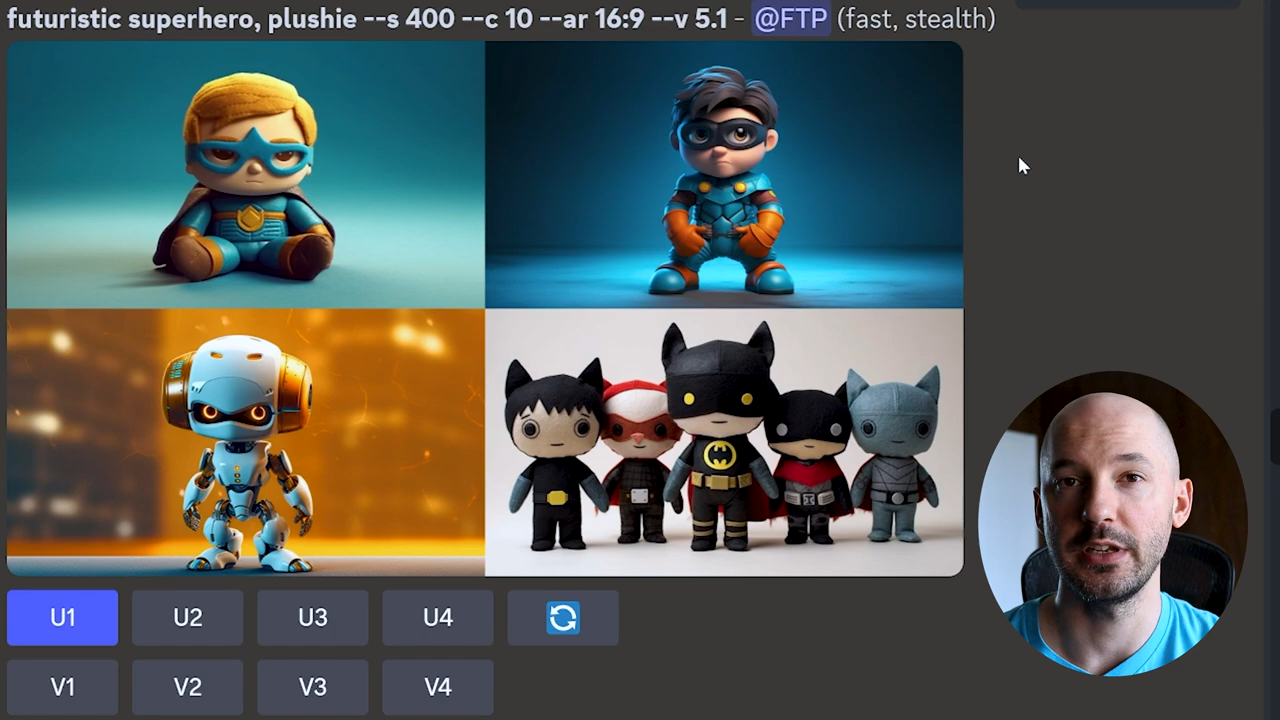 futuristic superhero, plushie --s 400 --c 10 --ar 16:9 --v 5.1 - @FTP (fast, stealth)
U1 U2 U3 U4
V1 V2 V3 V4